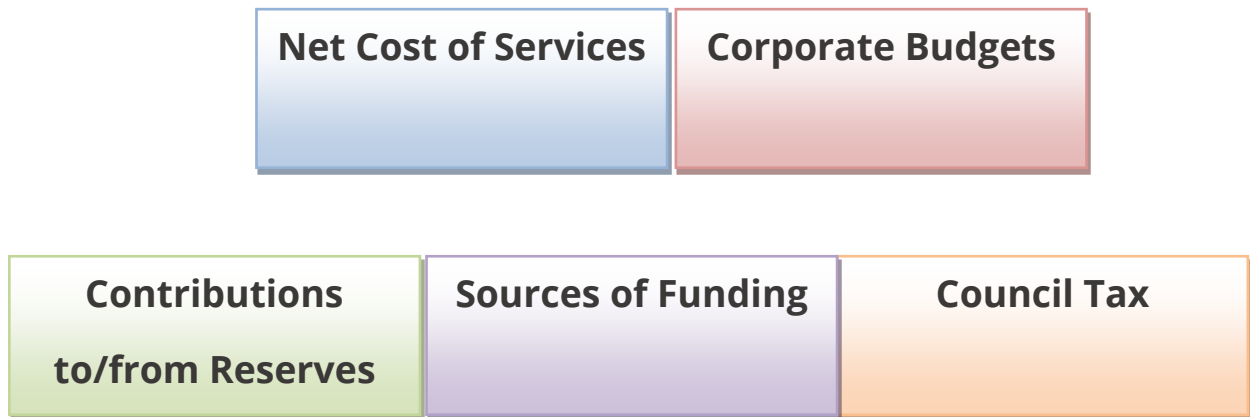 Net Cost of Services
Corporate Budgets
Contributions
to/from Reserves
Sources of Funding
Council Tax